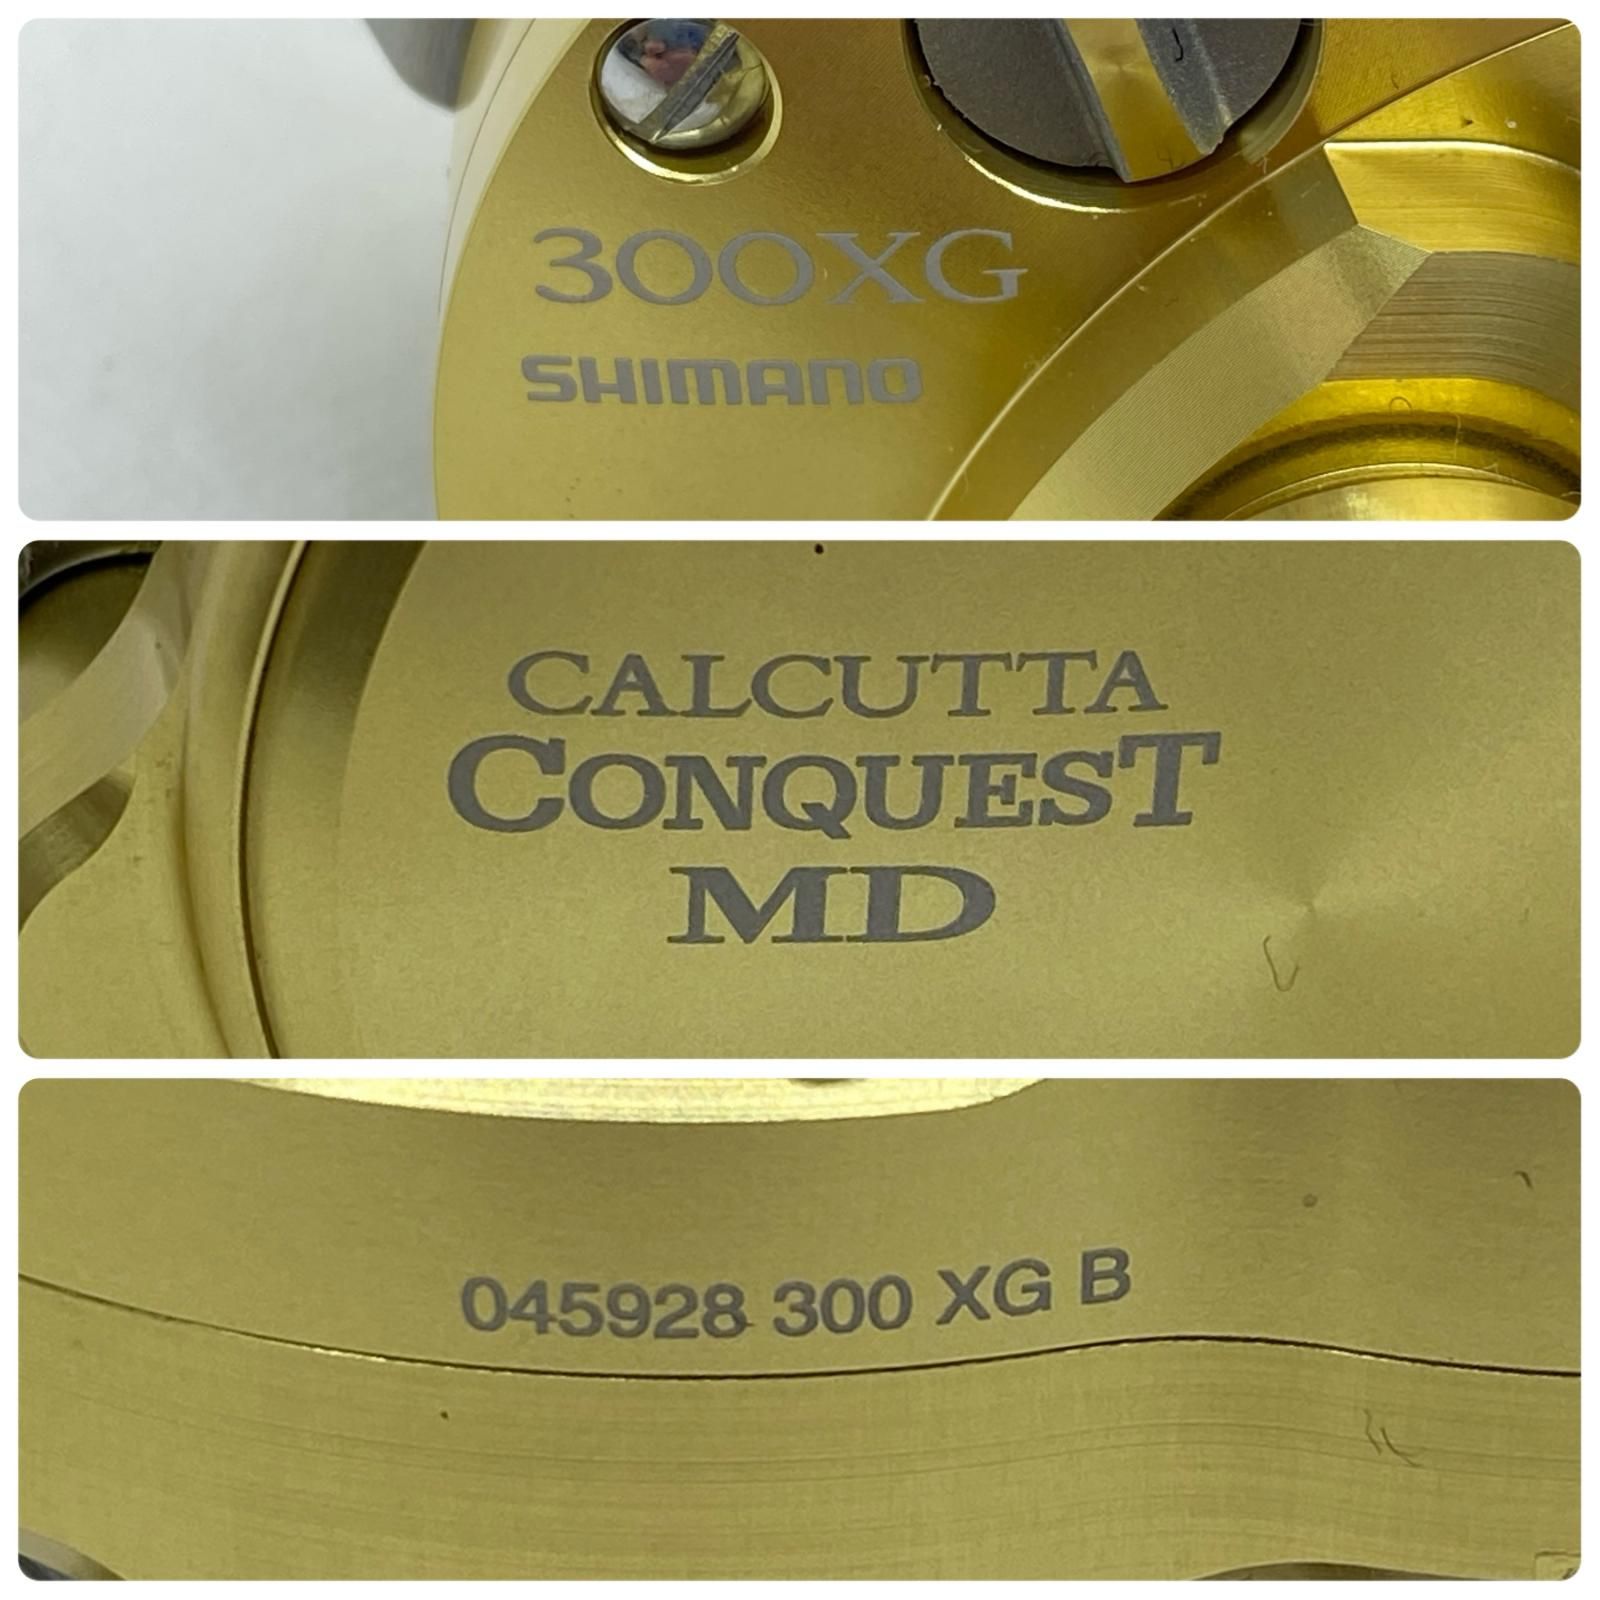 300XG
SHIMANO
CALCUTTA
CONQUEST
MD
045928 300 XG B